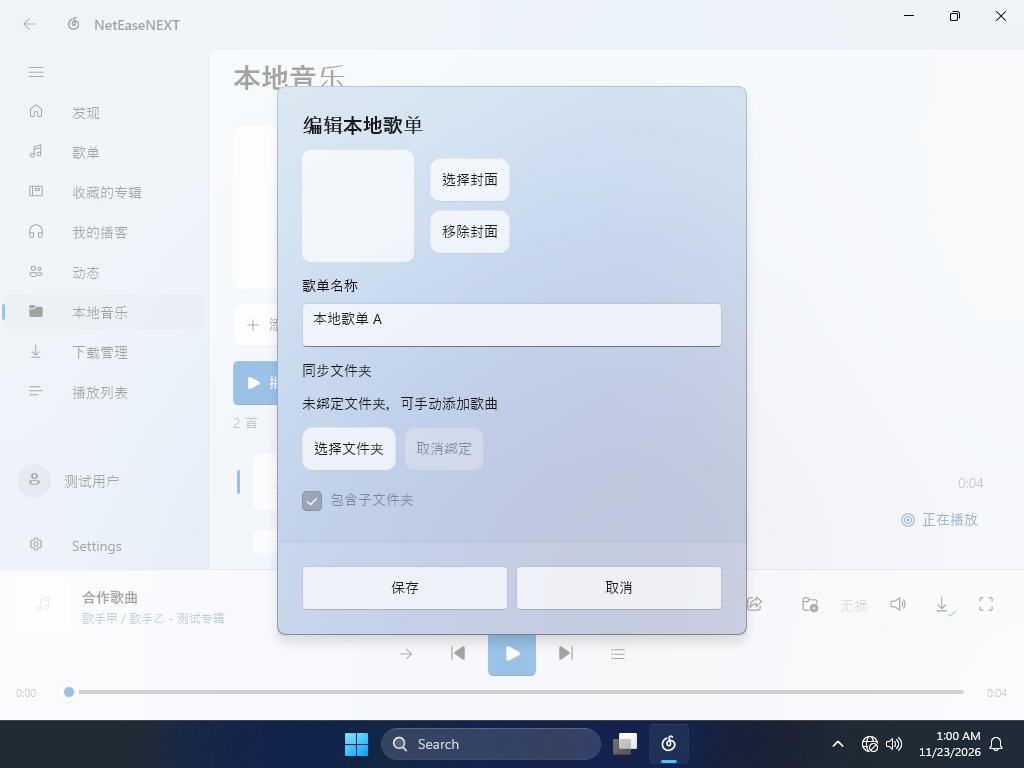 NetEaseNEXT
本地音乐
发现
歌单
收藏的专辑
我的播客
动态
本地音乐
下载管理
播放列表
测试用户
Settings
2 首
编辑本地歌单
选择封面
移除封面
歌单名称
本地歌单 A
同步文件夹
未绑定文件夹，可手动添加歌曲
选择文件夹
取消绑定
包含子文件夹
保存
取消
0:04
正在播放
合作歌曲
歌手甲 / 歌手乙 - 测试专辑
无损
0:00
0:04
Search
1:00 AM
11/23/2026